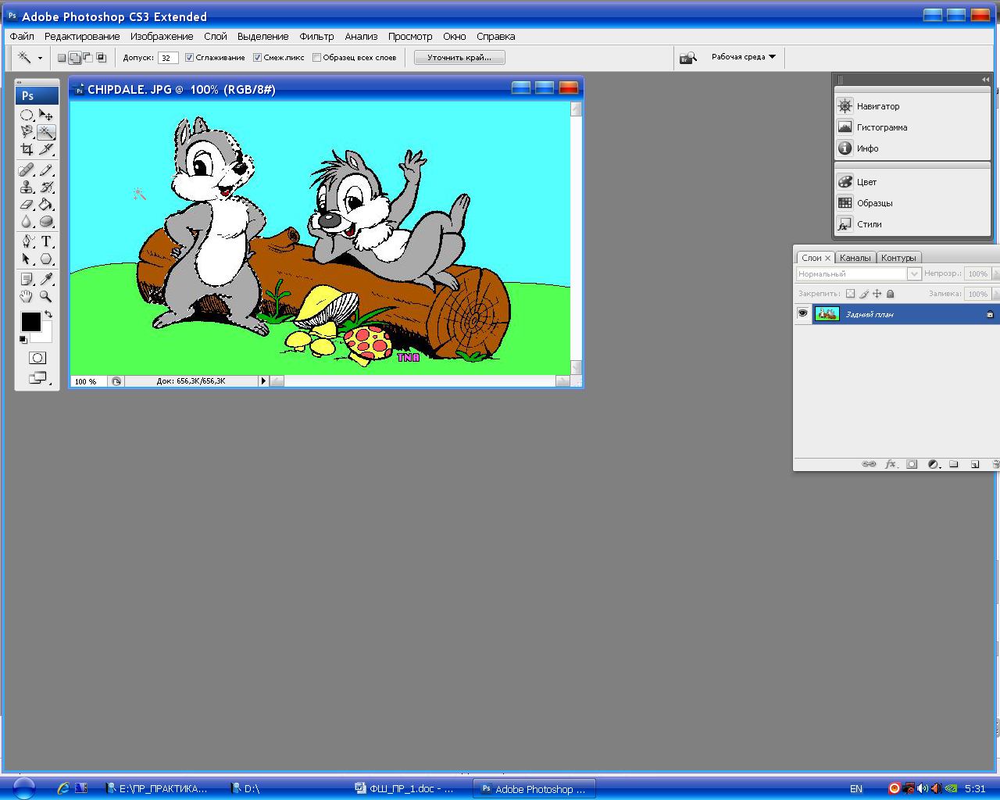 Ps Adobe Photoshop CS3 Extended
Файл Редактирование Изображение Слой Выделение Фильтр Анализ Просмотр Окно Справка
Допуск: 32 Сглаживание Смеж.пикс Образец всех слоев Уточнить край... Рабочая среда
Ps
CHIPDALE. JPG @ 100% (RGB/8#)
Навигатор
Гистограмма
Инфо
Цвет
Образцы
Стили
Слои Каналы Контуры
Нормальный Непрозр.: 100%
Закрепить: Заливка: 100%
Задний план
TNA
100 % Док: 656,3K/656,3K
E:\ПР_ПРАКТИКА... D:\ ФШ_ПР_1.doc - ... Ps Adobe Photoshop ... EN 5:31